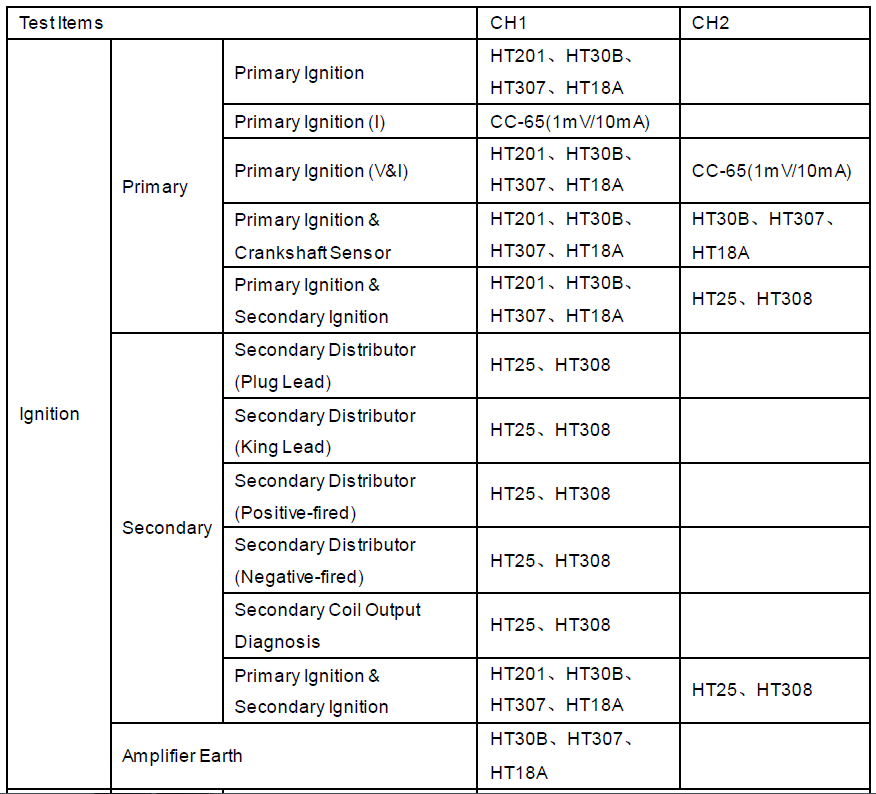 Test Items CH1 CH2
Ignition
Primary
Primary Ignition
HT201、HT30B、
HT307、HT18A
Primary Ignition (I)
CC-65(1mV/10mA)
Primary Ignition (V&I)
HT201、HT30B、
HT307、HT18A
CC-65(1mV/10mA)
Primary Ignition &
Crankshaft Sensor
HT201、HT30B、
HT307、HT18A
HT30B、HT307、
HT18A
Primary Ignition &
Secondary Ignition
HT201、HT30B、
HT307、HT18A
HT25、HT308
Secondary
Secondary Distributor
(Plug Lead)
HT25、HT308
Secondary Distributor
(King Lead)
HT25、HT308
Secondary Distributor
(Positive-fired)
HT25、HT308
Secondary Distributor
(Negative-fired)
HT25、HT308
Secondary Coil Output
Diagnosis
HT25、HT308
Primary Ignition &
Secondary Ignition
HT201、HT30B、
HT307、HT18A
HT25、HT308
Amplifier Earth
HT30B、HT307、
HT18A